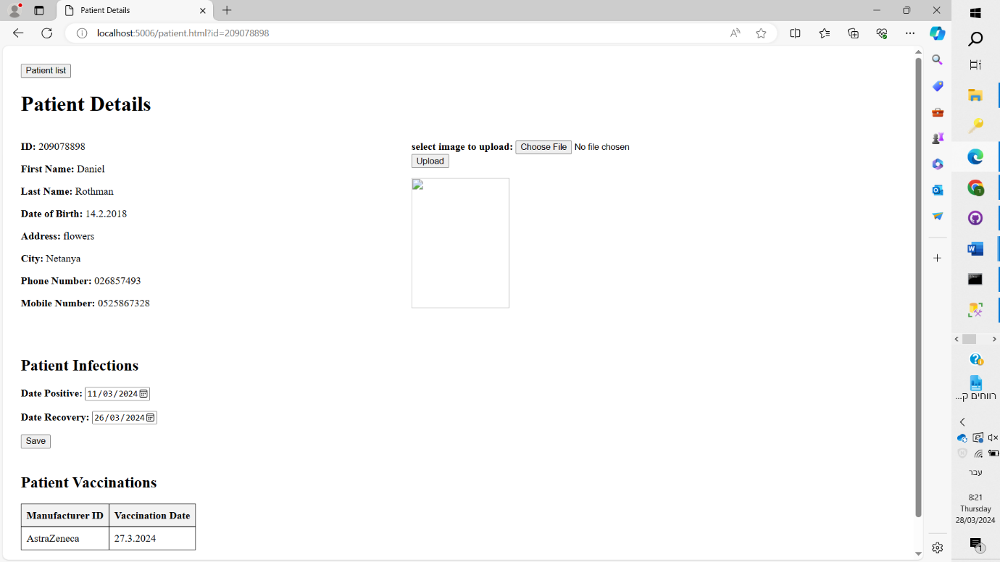 Patient Details
localhost:5006/patient.html?id=209078898
Patient list
Patient Details
ID: 209078898
First Name: Daniel
Last Name: Rothman
Date of Birth: 14.2.2018
Address: flowers
City: Netanya
Phone Number: 026857493
Mobile Number: 0525867328
select image to upload: Choose File No file chosen
Upload
Patient Infections
Date Positive: 11/03/2024
Date Recovery: 26/03/2024
Save
Patient Vaccinations
Manufacturer ID Vaccination Date
AstraZeneca 27.3.2024
רווחים ק...
עבר
8:21
Thursday
28/03/2024
1